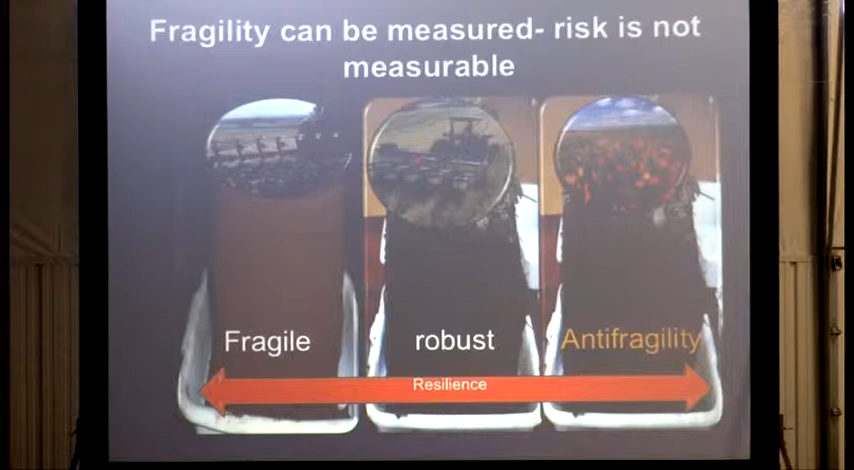 Fragility can be measured- risk is not
measurable
Fragile
robust
Antifragility
Resilience